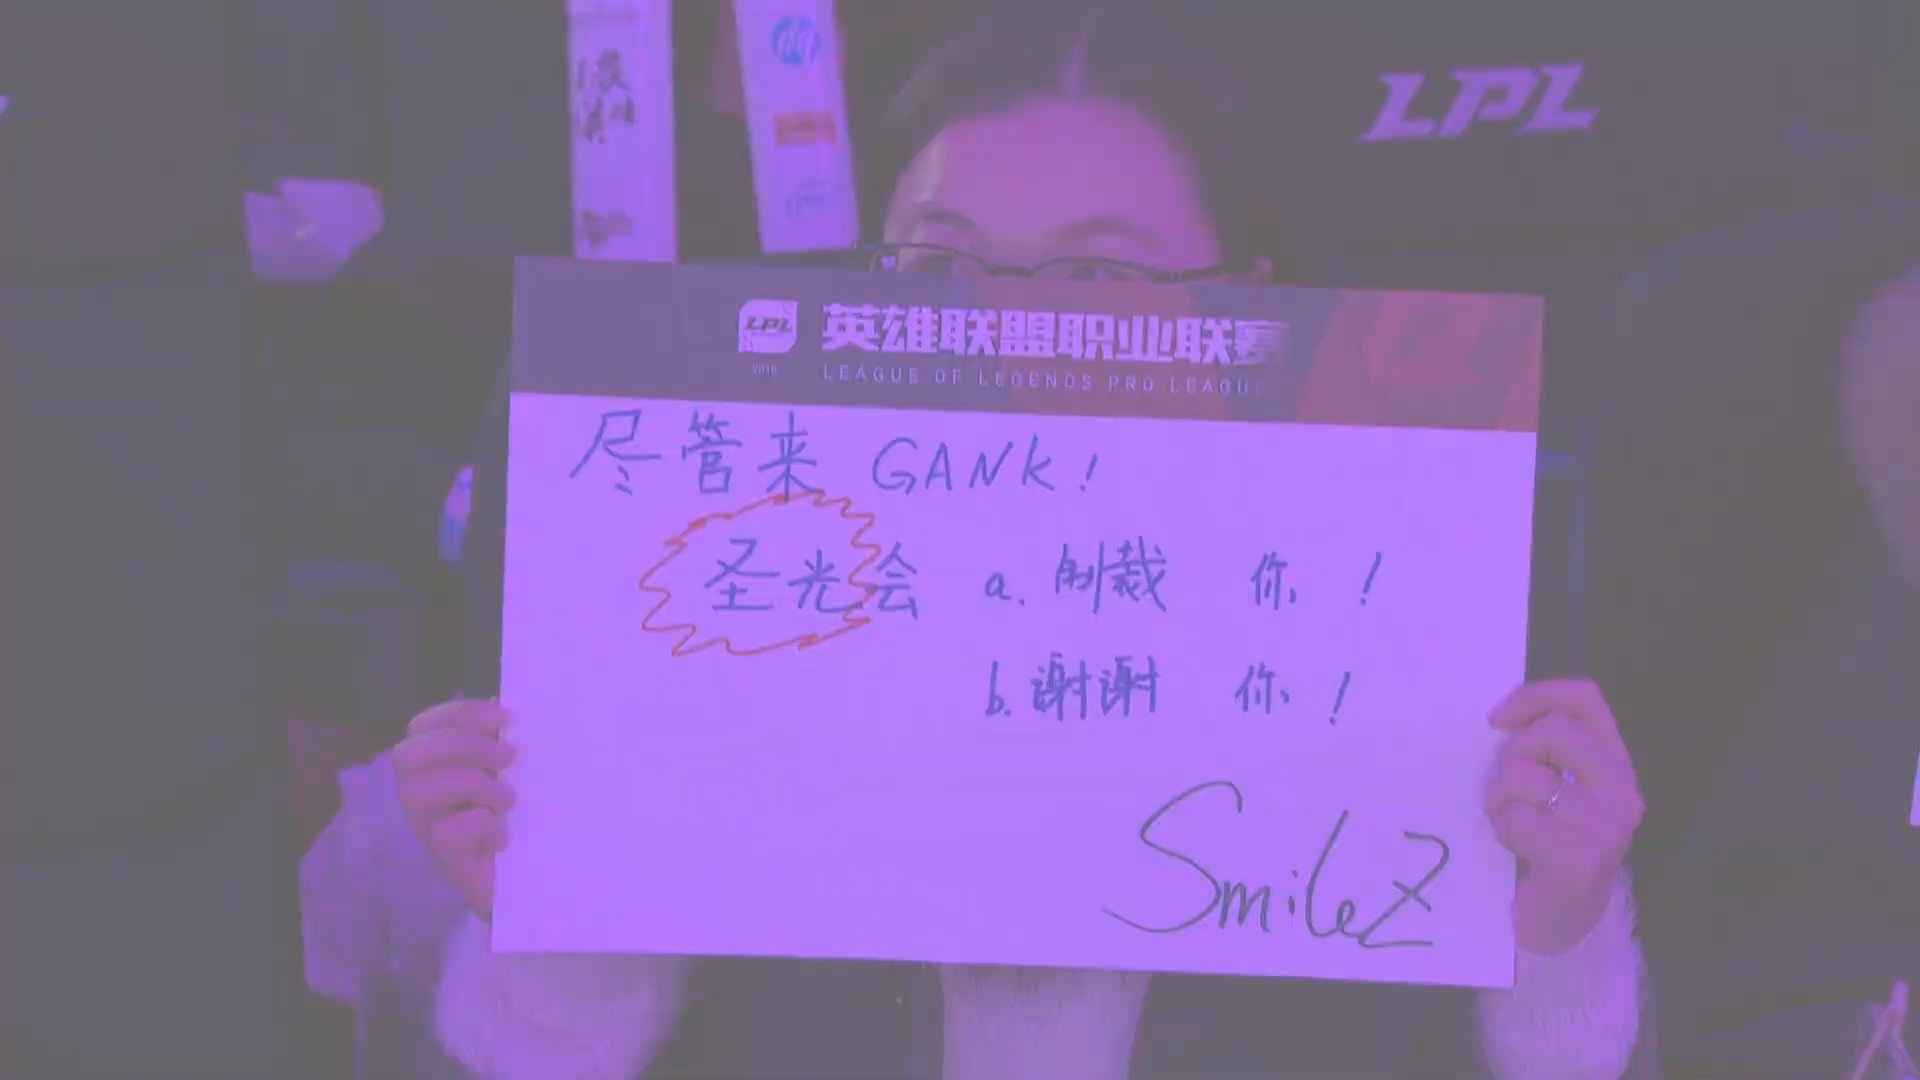 LPL
LPL
英雄联盟职业联赛
LEAGUE OF LEGENDS PRO LEAGUE
尽管来 GANK!
圣光会 a. 制裁 你!
b. 谢谢 你!
SmileZ